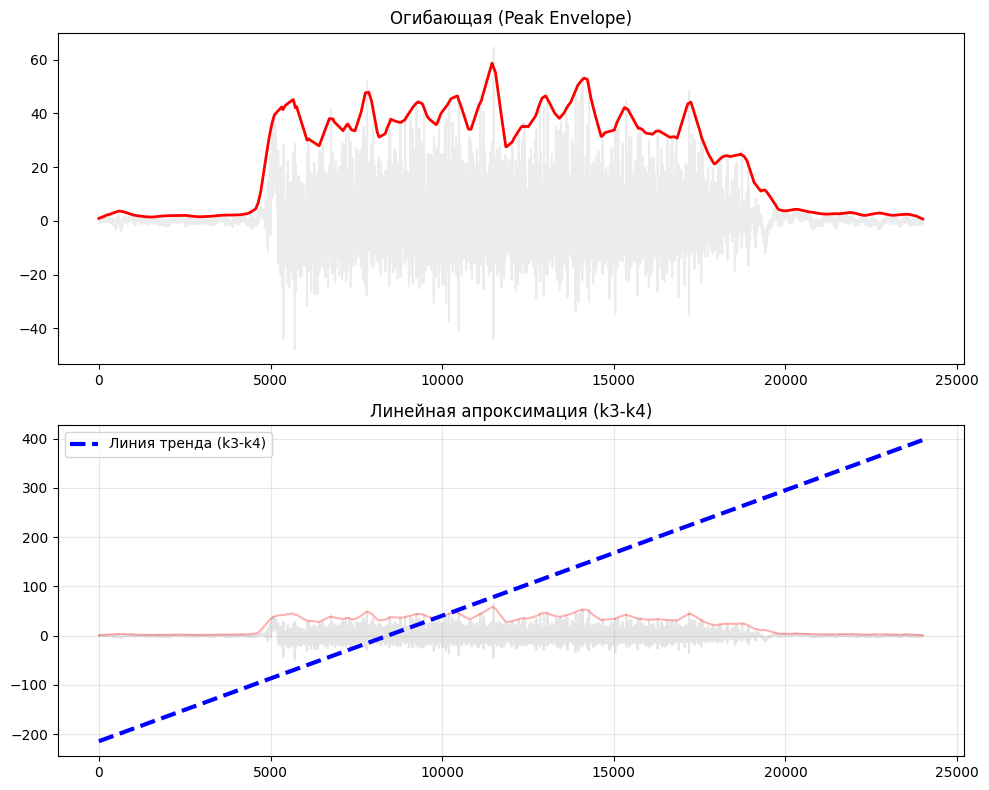 Огибающая (Peak Envelope)
60
40
20
0
−20
−40
0 5000 10000 15000 20000 25000
Линейная апроксимация (k3-k4)
Линия тренда (k3-k4)
400
300
200
100
0
−100
−200
0 5000 10000 15000 20000 25000